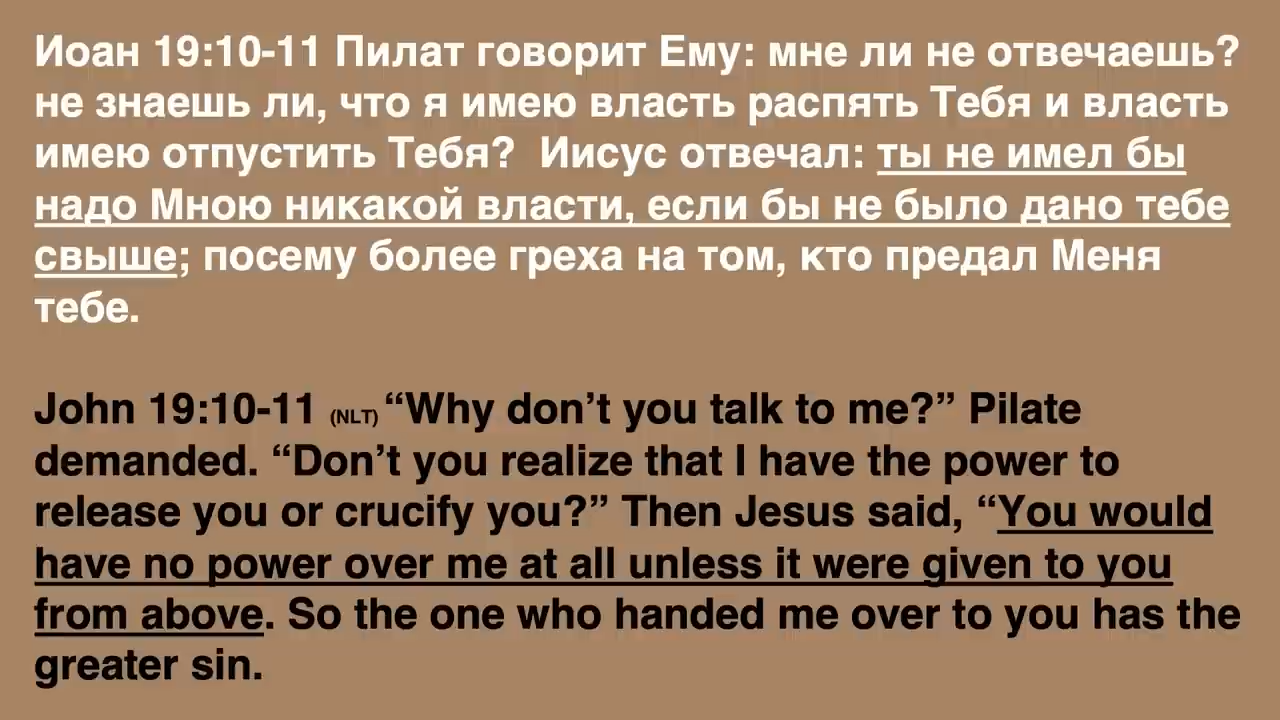 Иоан 19:10-11 Пилат говорит Ему: мне ли не отвечаешь?
не знаешь ли, что я имею власть распять Тебя и власть
имею отпустить Тебя?  Иисус отвечал: ты не имел бы
надо Мною никакой власти, если бы не было дано тебе
свыше; посему более греха на том, кто предал Меня
тебе.
John 19:10-11 (NLT) “Why don’t you talk to me?” Pilate
demanded. “Don’t you realize that I have the power to
release you or crucify you?” Then Jesus said, “You would
have no power over me at all unless it were given to you
from above. So the one who handed me over to you has the
greater sin.